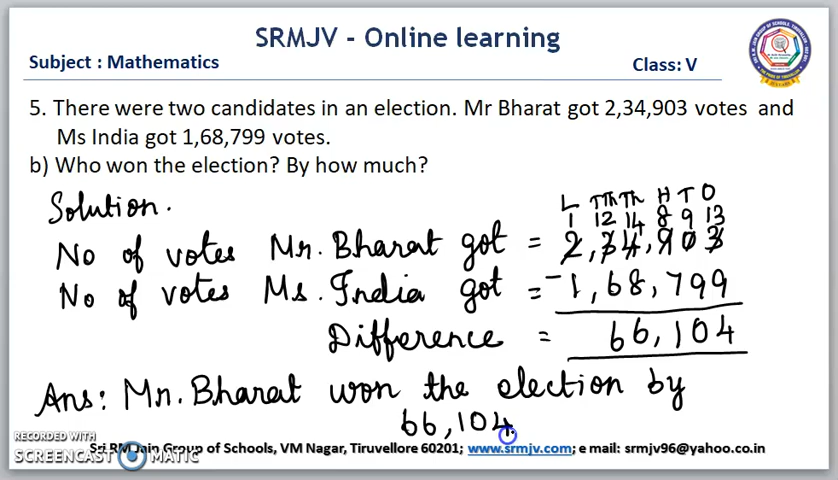 SRMJV - Online learning
Subject : Mathematics
Class: V
5. There were two candidates in an election. Mr Bharat got 2,34,903 votes and
Ms India got 1,68,799 votes.
b) Who won the election? By how much?
Solution.
L TTh Th H T O
1 12 14 8 9 13
No of votes Mr. Bharat got = 2,34,903
No of votes Ms. India got = -1,68,799
Difference = 66,104
Ans: Mr. Bharat won the election by
66,104.
RECORDED WITH
SCREENCAST MATIC
Sri RM Jain Group of Schools, VM Nagar, Tiruvellore 60201; www.srmjv.com; e mail: srmjv96@yahoo.co.in